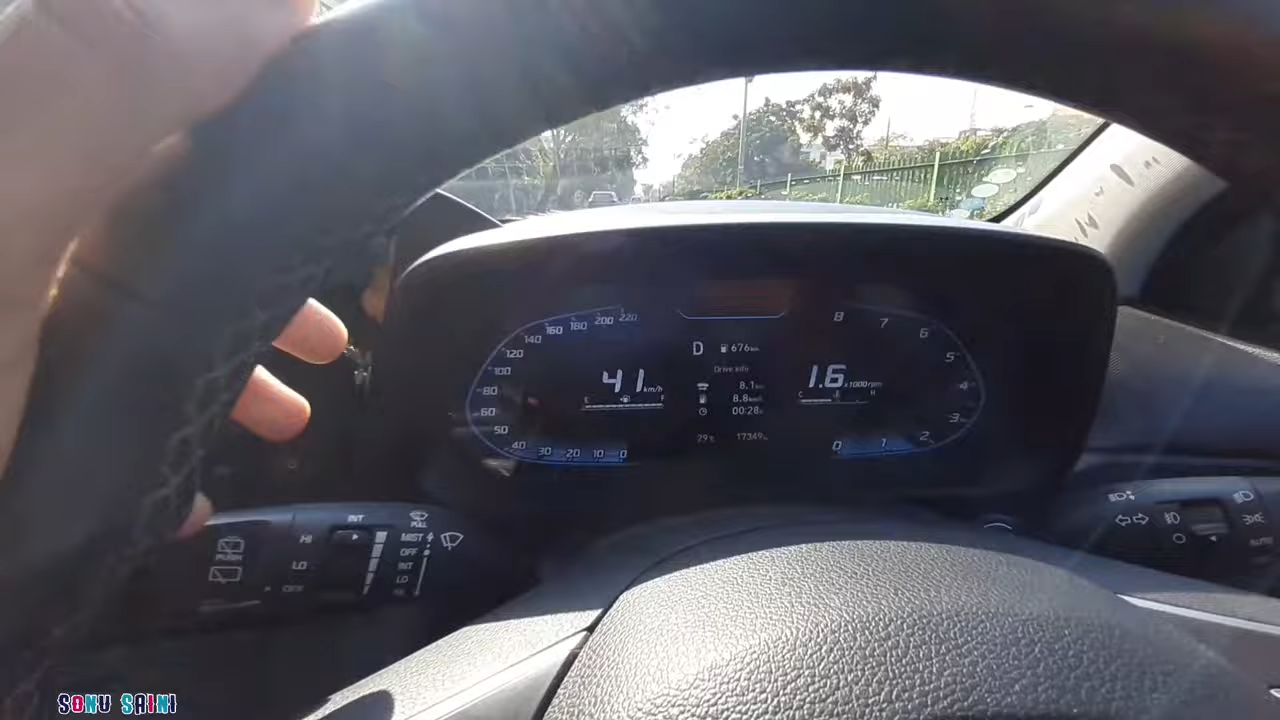 220
200
180
160
140
120
100
80
60
50
40
30
20
10
0
41 km/h
E F
D 676km
Drive info
8.1
8.8
00:28
29°c 17349
8
7
6
5
4
3
2
1
0
1.6 x1000rpm
C H
INT
HI
LO
OFF
PUSH
PULL
MIST
OFF
INT
LO
HI
AUTO
SONU SAINI